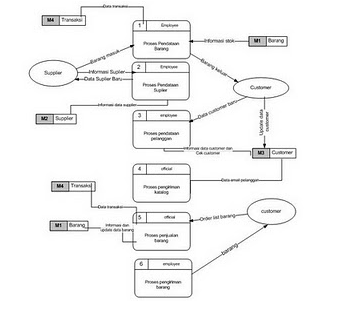 Data transaksi
M4 Transaksi
1 Employee
Proses Pendataan
Barang
Informasi stok
M1 Barang
Barang masuk
Barang keluar
Supplier
2 Employee
Informasi Suplier
Data Suplier Baru
Proses Pendataan
Suplier
Customer
Informasi data supplier
M2 Supplier
Data customer baru
Update data
customer
3 employee
Proses pendataan
pelanggan
Informasi data customer dan
Cek customer
M3 Customer
4 official
Proses pengiriman
katalog
Data email pelanggan
M4 Transaksi
Data transaksi
5 official
Proses penjualan
barang
M1 Barang
Informasi dan
update data barang
Order list barang
customer
6 employee
Proses pengiriman
barang
barang